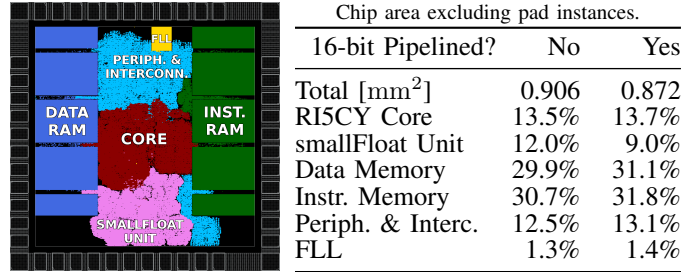 FLL
PERIPH. &
INTERCONN.
DATA
RAM
INST.
RAM
CORE
SMALLFLOAT
UNIT
Chip area excluding pad instances.
16-bit Pipelined? No Yes
Total [mm²] 0.906 0.872
RI5CY Core 13.5% 13.7%
smallFloat Unit 12.0% 9.0%
Data Memory 29.9% 31.1%
Instr. Memory 30.7% 31.8%
Periph. & Interc. 12.5% 13.1%
FLL 1.3% 1.4%